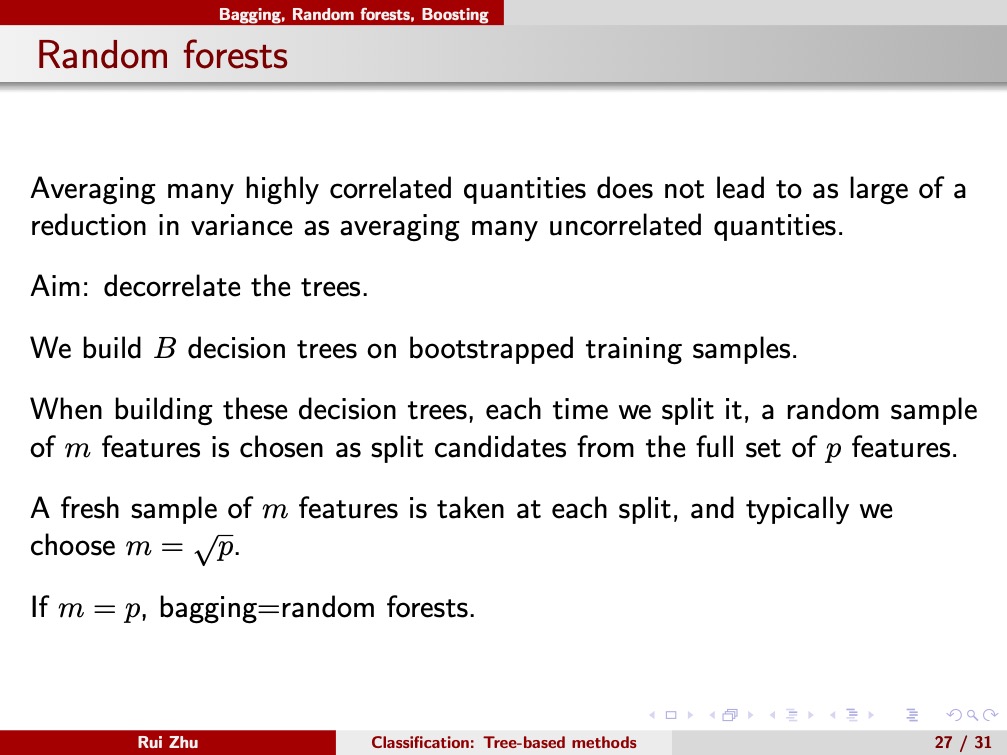 Bagging, Random forests, Boosting
Random forests
Averaging many highly correlated quantities does not lead to as large of a
reduction in variance as averaging many uncorrelated quantities.
Aim: decorrelate the trees.
We build B decision trees on bootstrapped training samples.
When building these decision trees, each time we split it, a random sample
of m features is chosen as split candidates from the full set of p features.
A fresh sample of m features is taken at each split, and typically we
choose m = √p.
If m = p, bagging=random forests.
Rui Zhu
Classification: Tree-based methods
27 / 31